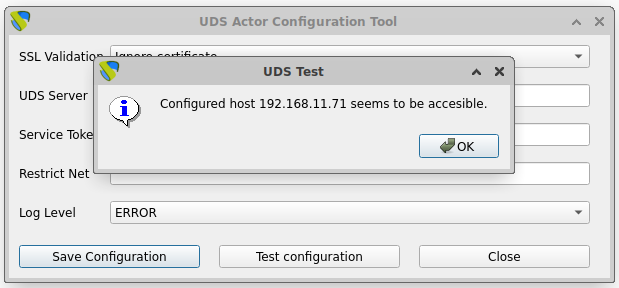 UDS Actor Configuration Tool
SSL Validation Ignore certificate
UDS Test
UDS Server
Configured host 192.168.11.71 seems to be accesible.
Service
OK
Restrict Net
Log Level ERROR
Save Configuration Test configuration Close